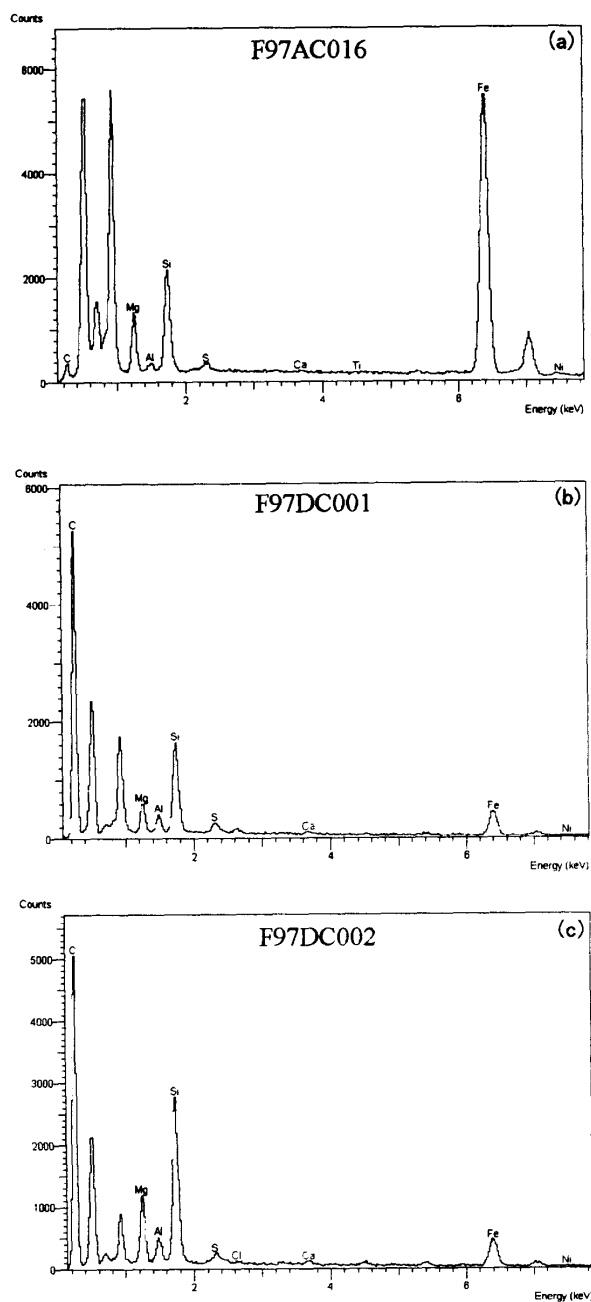 Counts
(a)
F97AC016
6000
4000
2000
0
C
Mg
Al
Si
S
Ca
Ti
Fe
Ni
2
4
6
Energy (keV)
Counts
(b)
F97DC001
6000
4000
2000
0
C
Mg
Al
Si
S
Ca
Fe
Ni
2
4
6
Energy (keV)
Counts
(c)
F97DC002
5000
4000
3000
2000
1000
0
C
Mg
Al
Si
S
Cl
Ca
Fe
Ni
2
4
6
Energy (keV)